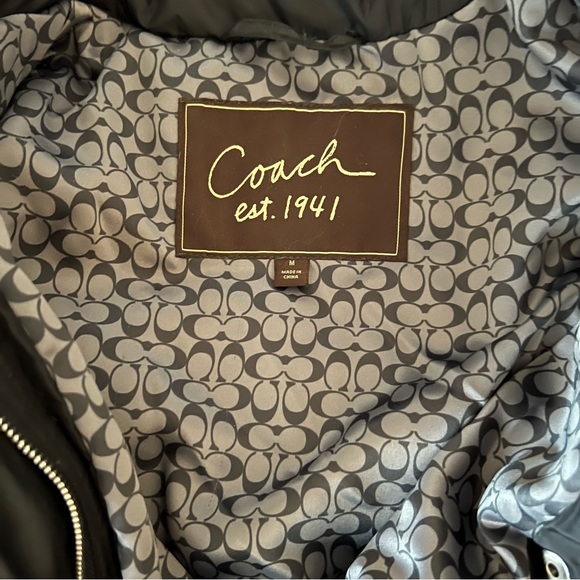 Coach
est. 1941
M
MADE IN
CHINA